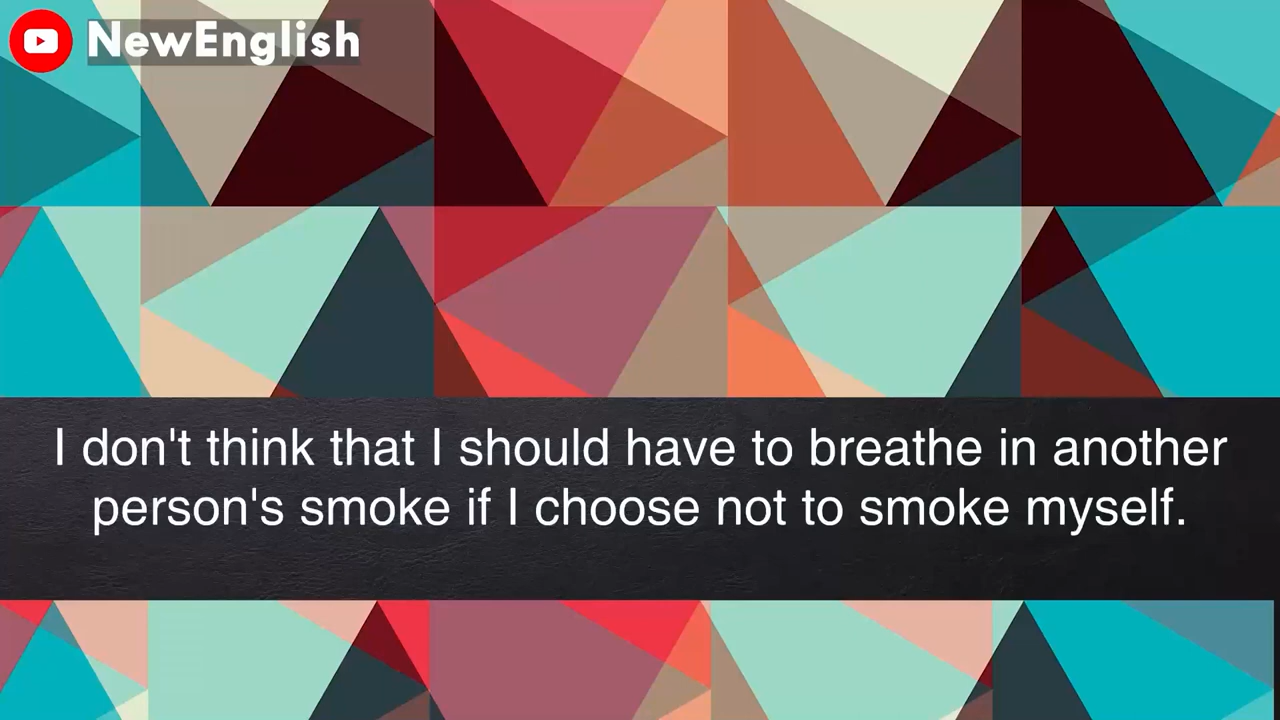 NewEnglish
I don't think that I should have to breathe in another
person's smoke if I choose not to smoke myself.